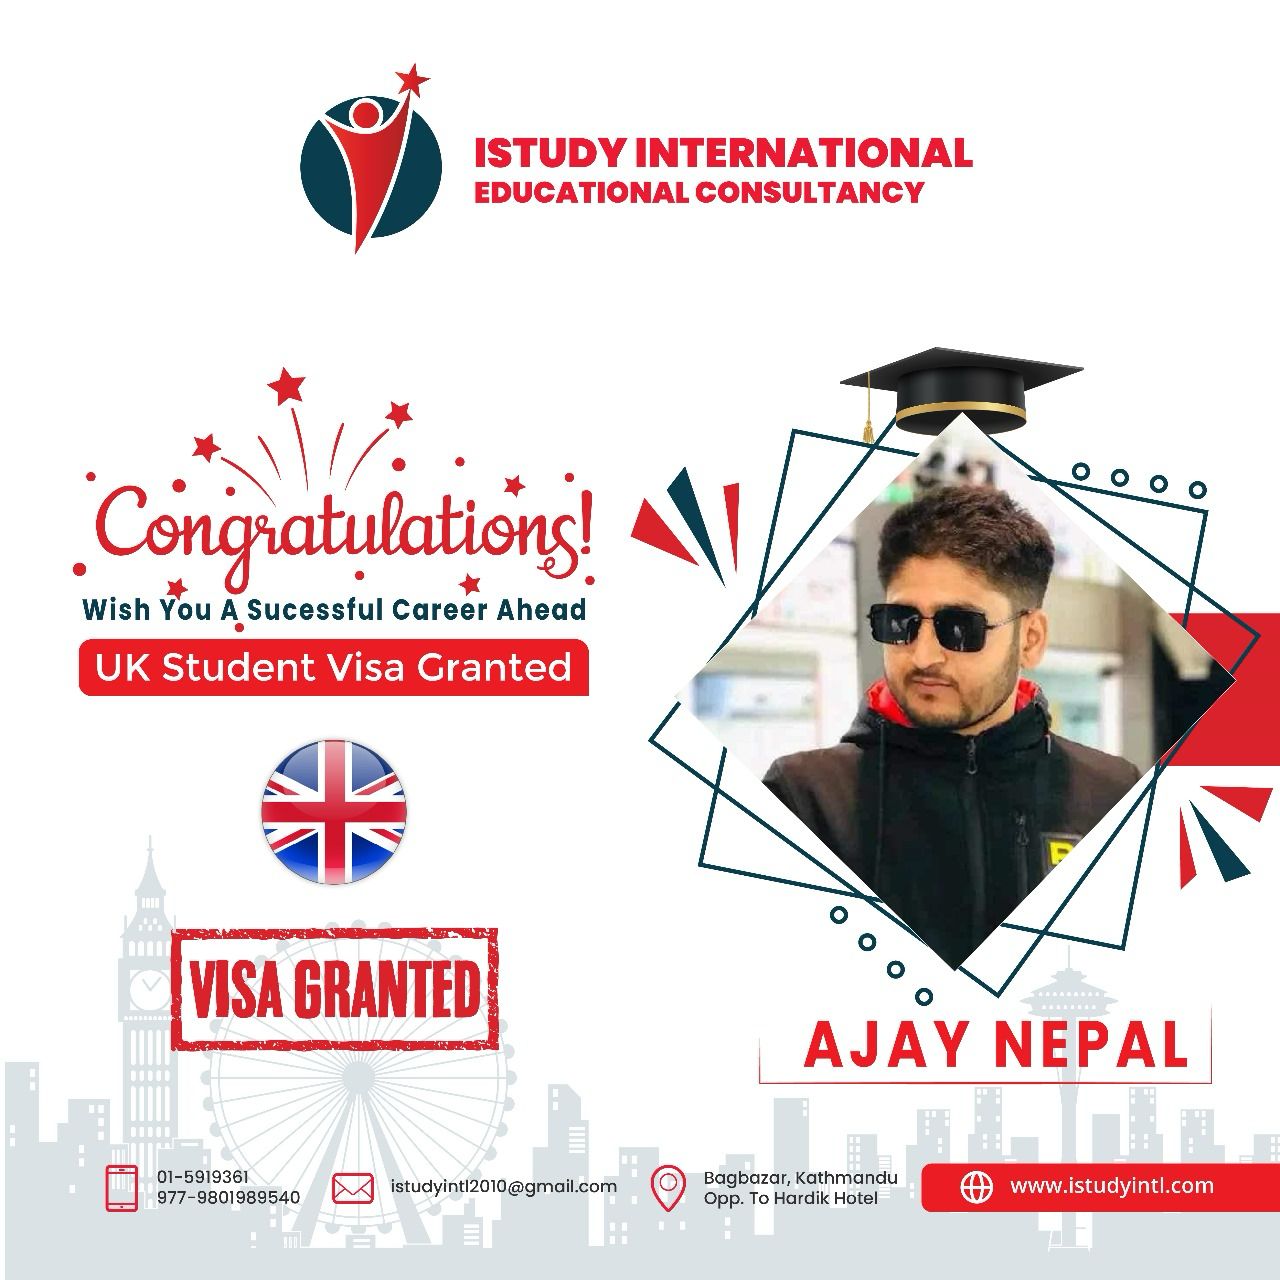 ISTUDY INTERNATIONAL
EDUCATIONAL CONSULTANCY
Congratulations!
Wish You A Sucessful Career Ahead
UK Student Visa Granted
VISA GRANTED
AJAY NEPAL
01-5919361
977-9801989540
istudyintl2010@gmail.com
Bagbazar, Kathmandu
Opp. To Hardik Hotel
www.istudyintl.com